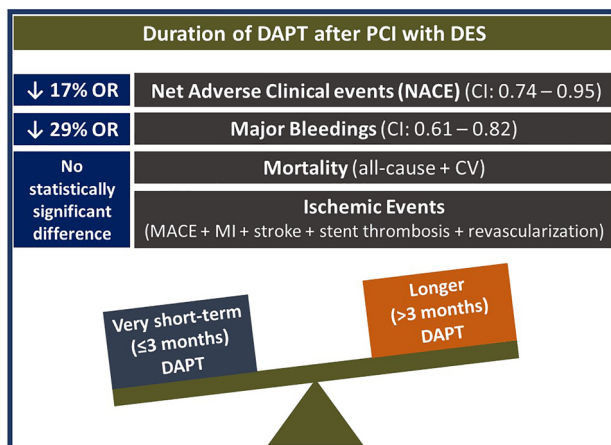 Duration of DAPT after PCI with DES
↓ 17% OR
Net Adverse Clinical events (NACE) (CI: 0.74 – 0.95)
↓ 29% OR
Major Bleedings (CI: 0.61 – 0.82)
No
statistically
significant
difference
Mortality (all-cause + CV)
Ischemic Events
(MACE + MI + stroke + stent thrombosis + revascularization)
Very short-term
(≤3 months)
DAPT
Longer
(>3 months)
DAPT